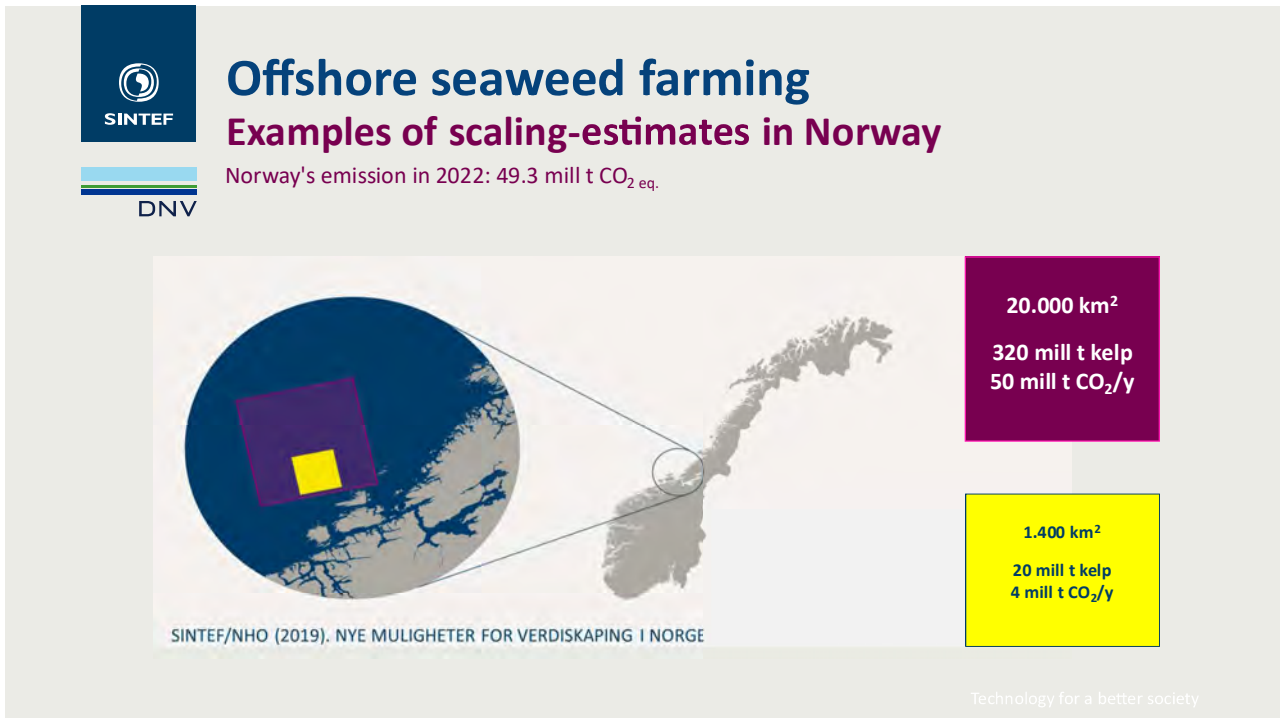 SINTEF
DNV
Offshore seaweed farming
Examples of scaling-estimates in Norway
Norway's emission in 2022: 49.3 mill t CO₂ eq.
20.000 km²
320 mill t kelp
50 mill t CO₂/y
1.400 km²
20 mill t kelp
4 mill t CO₂/y
SINTEF/NHO (2019). NYE MULIGHETER FOR VERDISKAPING I NORGE
Technology for a better society